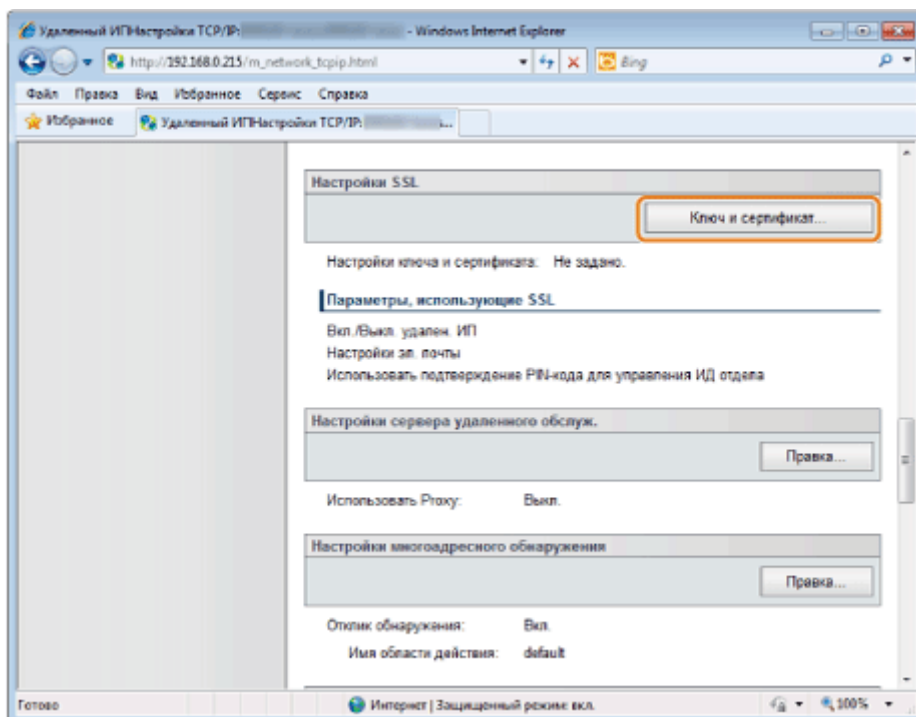 Удаленный ИПНастройки TCP/IP: - Windows Internet Explorer
http://192.168.0.215/m_network_tcpip.html
Bing
Файл Правка Вид Избранное Сервис Справка
Избранное Удаленный ИПНастройки TCP/IP: ...
Настройки SSL
Ключ и сертификат...
Настройки ключа и сертификата: Не задано.
Параметры, использующие SSL
Вкл./Выкл. удален. ИП
Настройки эл. почты
Использовать подтверждение PIN-кода для управления ИД отдела
Настройки сервера удаленного обслуж.
Правка...
Использовать Proxy: Выкл.
Настройки многоадресного обнаружения
Правка...
Отклик обнаружения: Вкл.
Имя области действия: default
Готово Интернет | Защищенный режим: вкл. 100%